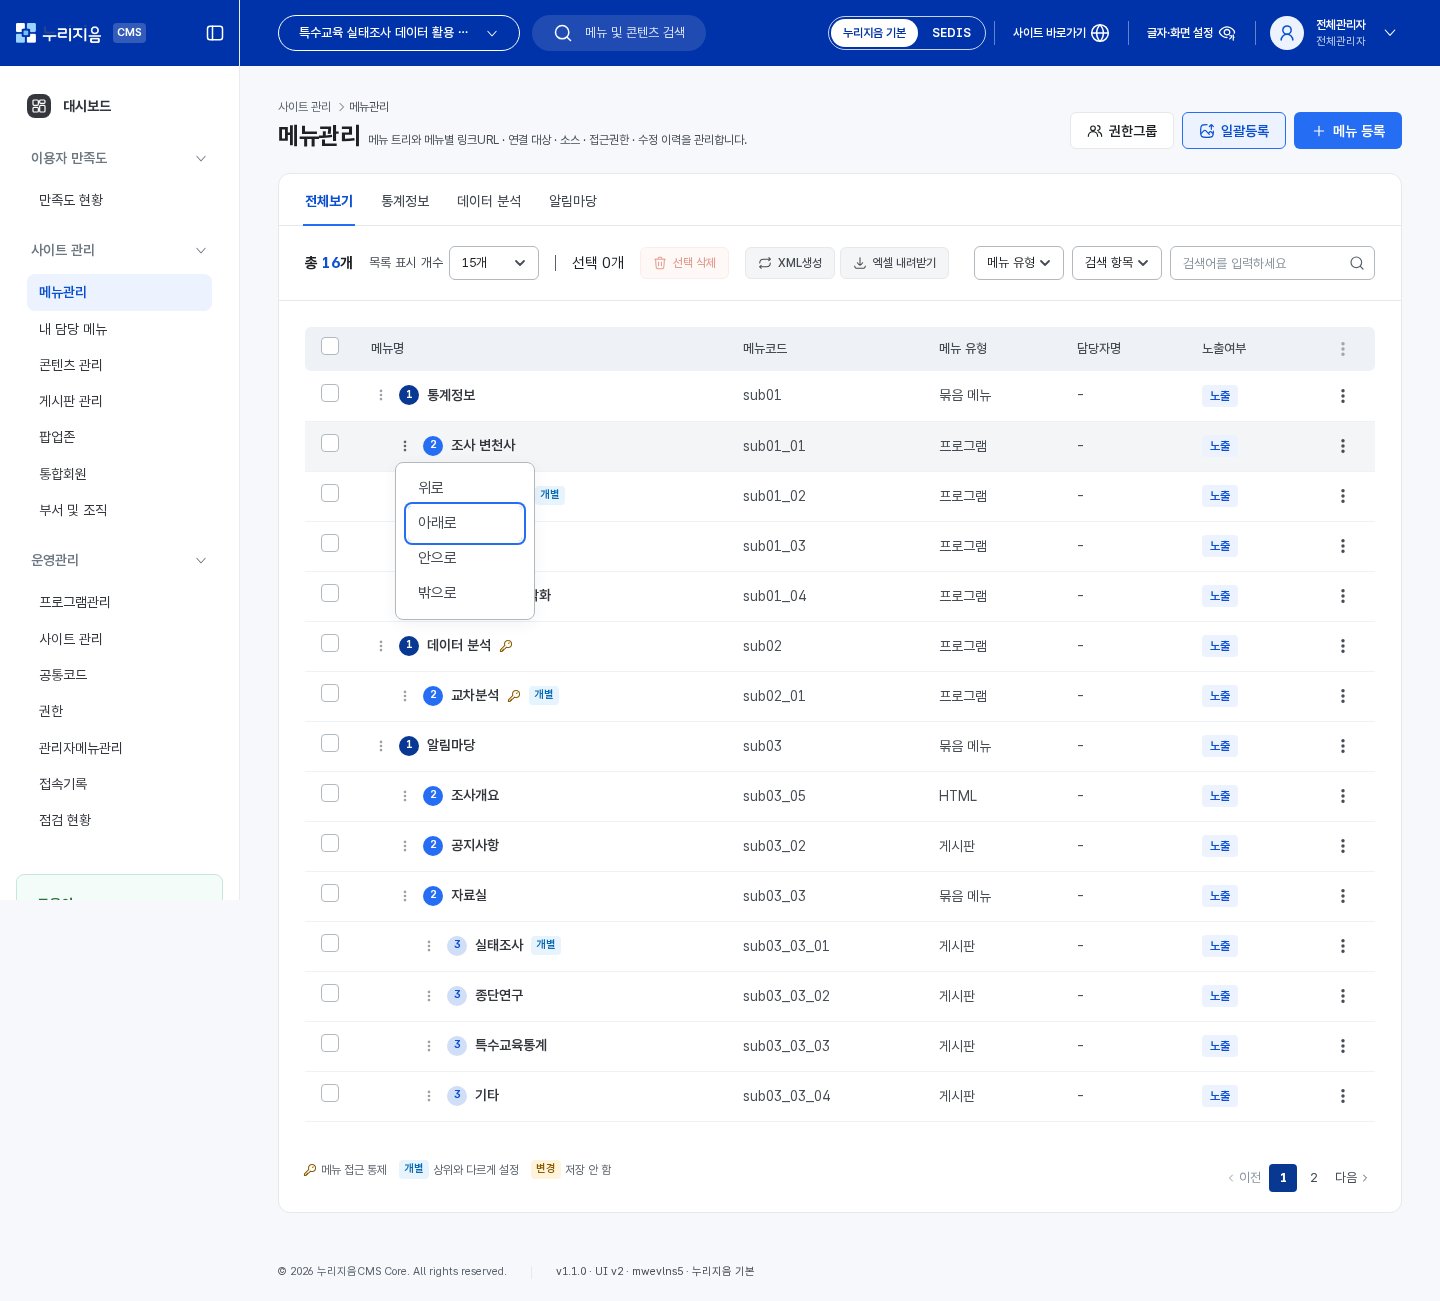 누리지음 CMS
특수교육 실태조사 데이터 활용 ···
메뉴 및 콘텐츠 검색
누리지음 기본 SEDIS
사이트 바로가기
글자·화면 설정
전체관리자
전체관리자
대시보드
이용자 만족도
만족도 현황
사이트 관리
메뉴관리
내 담당 메뉴
콘텐츠 관리
게시판 관리
팝업존
통합회원
부서 및 조직
운영관리
프로그램관리
사이트 관리
공통코드
권한
관리자메뉴관리
접속기록
점검 현황
사이트 관리 > 메뉴관리
메뉴관리 메뉴 트리와 메뉴별 링크URL · 연결 대상 · 소스 · 접근권한 · 수정 이력을 관리합니다.
권한그룹 일괄등록 메뉴 등록
전체보기 통계정보 데이터 분석 알림마당
총 16개 목록 표시 개수 15개 선택 0개 선택 삭제 XML생성 엑셀 내려받기 메뉴 유형 검색 항목 검색어를 입력하세요
메뉴명 메뉴코드 메뉴 유형 담당자명 노출여부
1 통계정보 sub01 묶음 메뉴 - 노출
2 조사 변천사 sub01_01 프로그램 - 노출
개별 sub01_02 프로그램 - 노출
sub01_03 프로그램 - 노출
화 sub01_04 프로그램 - 노출
위로
아래로
안으로
밖으로
1 데이터 분석 sub02 프로그램 - 노출
2 교차분석 개별 sub02_01 프로그램 - 노출
1 알림마당 sub03 묶음 메뉴 - 노출
2 조사개요 sub03_05 HTML - 노출
2 공지사항 sub03_02 게시판 - 노출
2 자료실 sub03_03 묶음 메뉴 - 노출
3 실태조사 개별 sub03_03_01 게시판 - 노출
3 종단연구 sub03_03_02 게시판 - 노출
3 특수교육통계 sub03_03_03 게시판 - 노출
3 기타 sub03_03_04 게시판 - 노출
메뉴 접근 통제 개별 상위와 다르게 설정 변경 저장 안 함
< 이전 1 2 다음 >
© 2026 누리지음CMS Core. All rights reserved.
v1.1.0 · UI v2 · mwevlns5 · 누리지음 기본